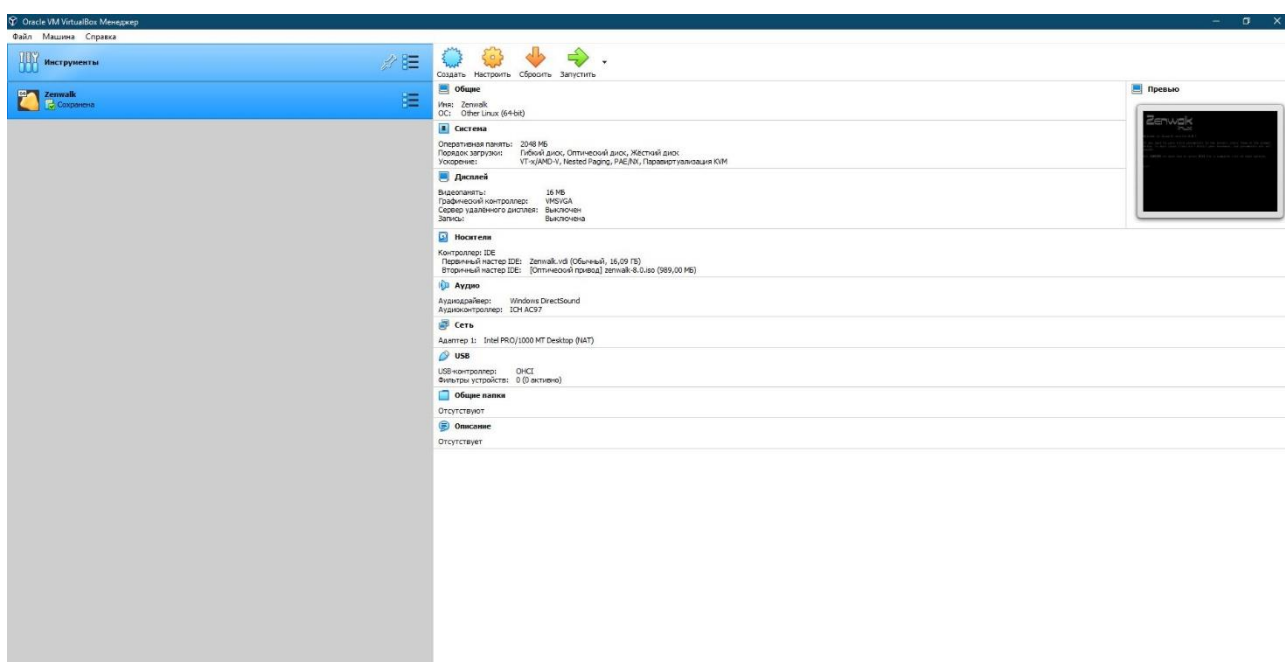 Oracle VM VirtualBox Менеджер
Файл Машина Справка
Инструменты
Zenwalk
Сохранена
Создать Настроить Сбросить Запустить
Общие
Имя: Zenwalk
ОС: Other Linux (64-bit)
Система
Оперативная память: 2048 МБ
Порядок загрузки: Гибкий диск, Оптический диск, Жёсткий диск
Ускорение: VT-x/AMD-V, Nested Paging, PAE/NX, Паравиртуализация KVM
Дисплей
Видеопамять: 16 МБ
Графический контроллер: VMSVGA
Сервер удалённого дисплея: Выключен
Запись: Выключена
Носители
Контроллер: IDE
Первичный мастер IDE: Zenwalk.vdi (Обычный, 16,09 ГБ)
Вторичный мастер IDE: [Оптический привод] zenwalk-8.0.iso (989,00 МБ)
Аудио
Аудиодрайвер: Windows DirectSound
Аудиоконтроллер: ICH AC97
Сеть
Адаптер 1: Intel PRO/1000 MT Desktop (NAT)
USB
USB-контроллер: OHCI
Фильтры устройств: 0 (0 активно)
Общие папки
Отсутствуют
Описание
Отсутствует
Превью
Zenwalk